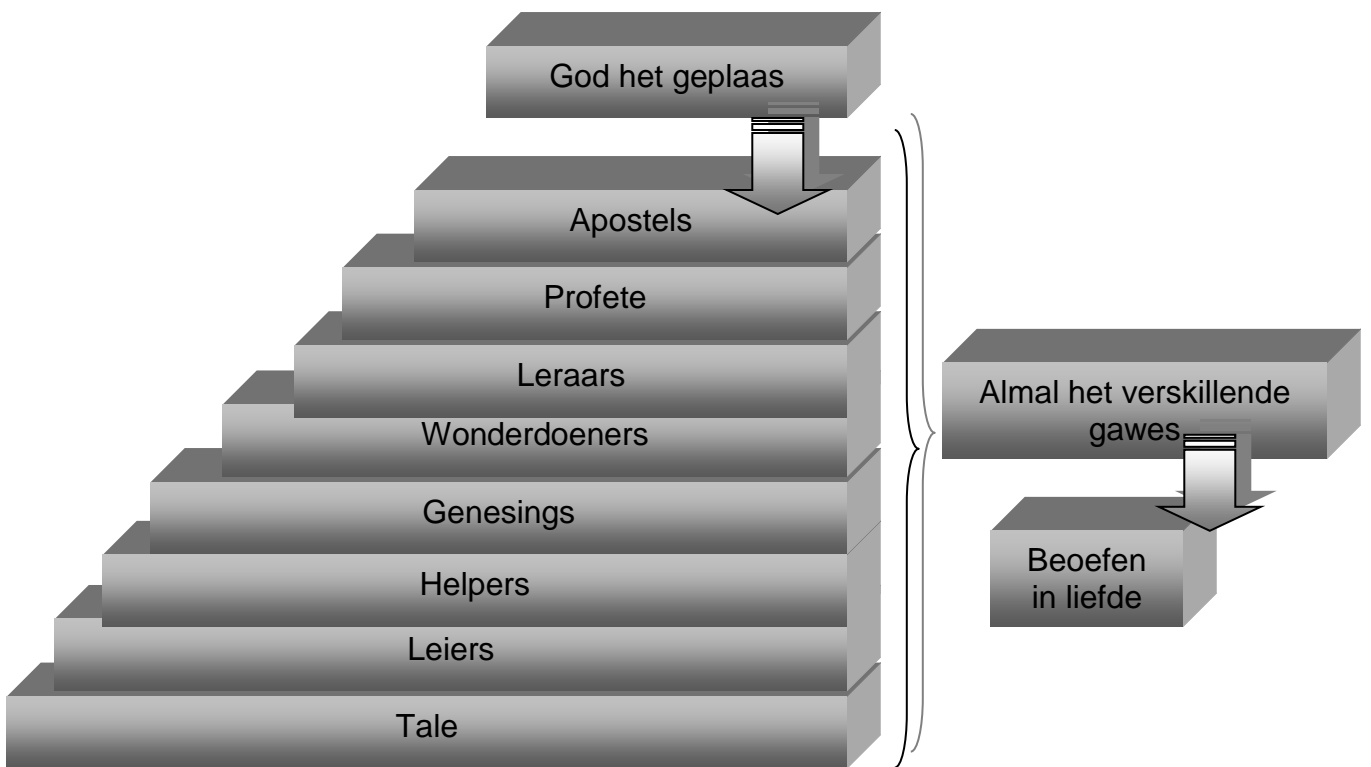 God het geplaas
Apostels
Profete
Leraars
Wonderdoeners
Genesings
Helpers
Leiers
Tale
Almal het verskillende
gawes
Beoefen
in liefde